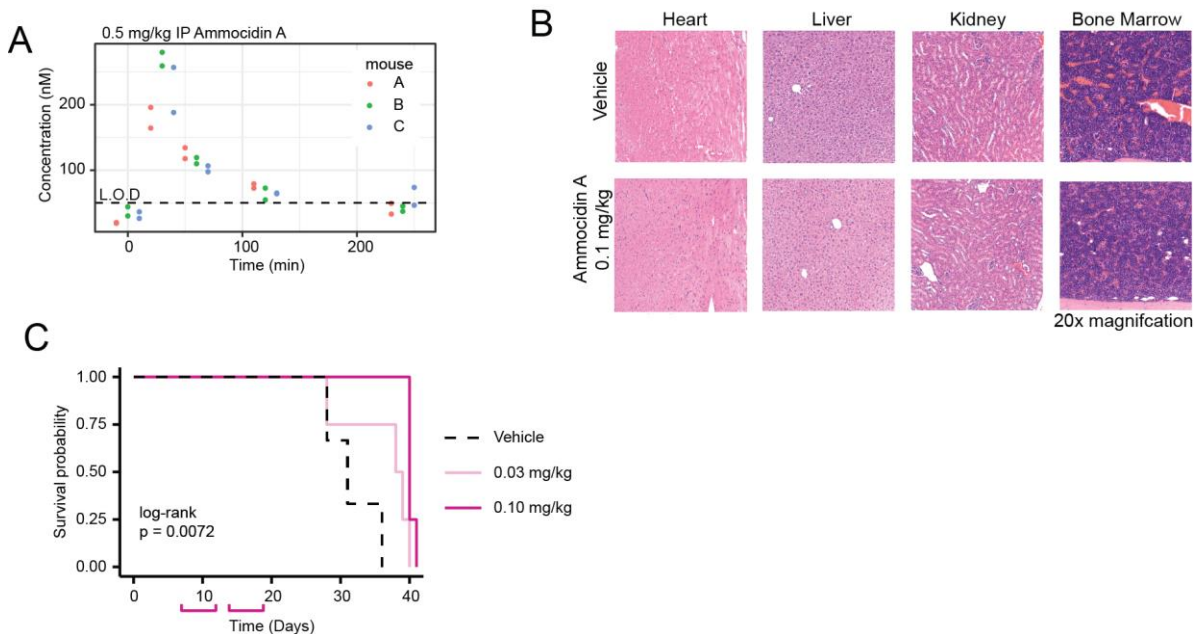 A
0.5 mg/kg IP Ammocidin A
Concentration (nM)
200
100
L.O.D
mouse
A
B
C
0
100
200
Time (min)
B
Heart
Liver
Kidney
Bone Marrow
Vehicle
Ammocidin A
0.1 mg/kg
20x magnifcation
C
Survival probability
1.00
0.75
0.50
0.25
0.00
log-rank
p = 0.0072
Vehicle
0.03 mg/kg
0.10 mg/kg
0
10
20
30
40
Time (Days)